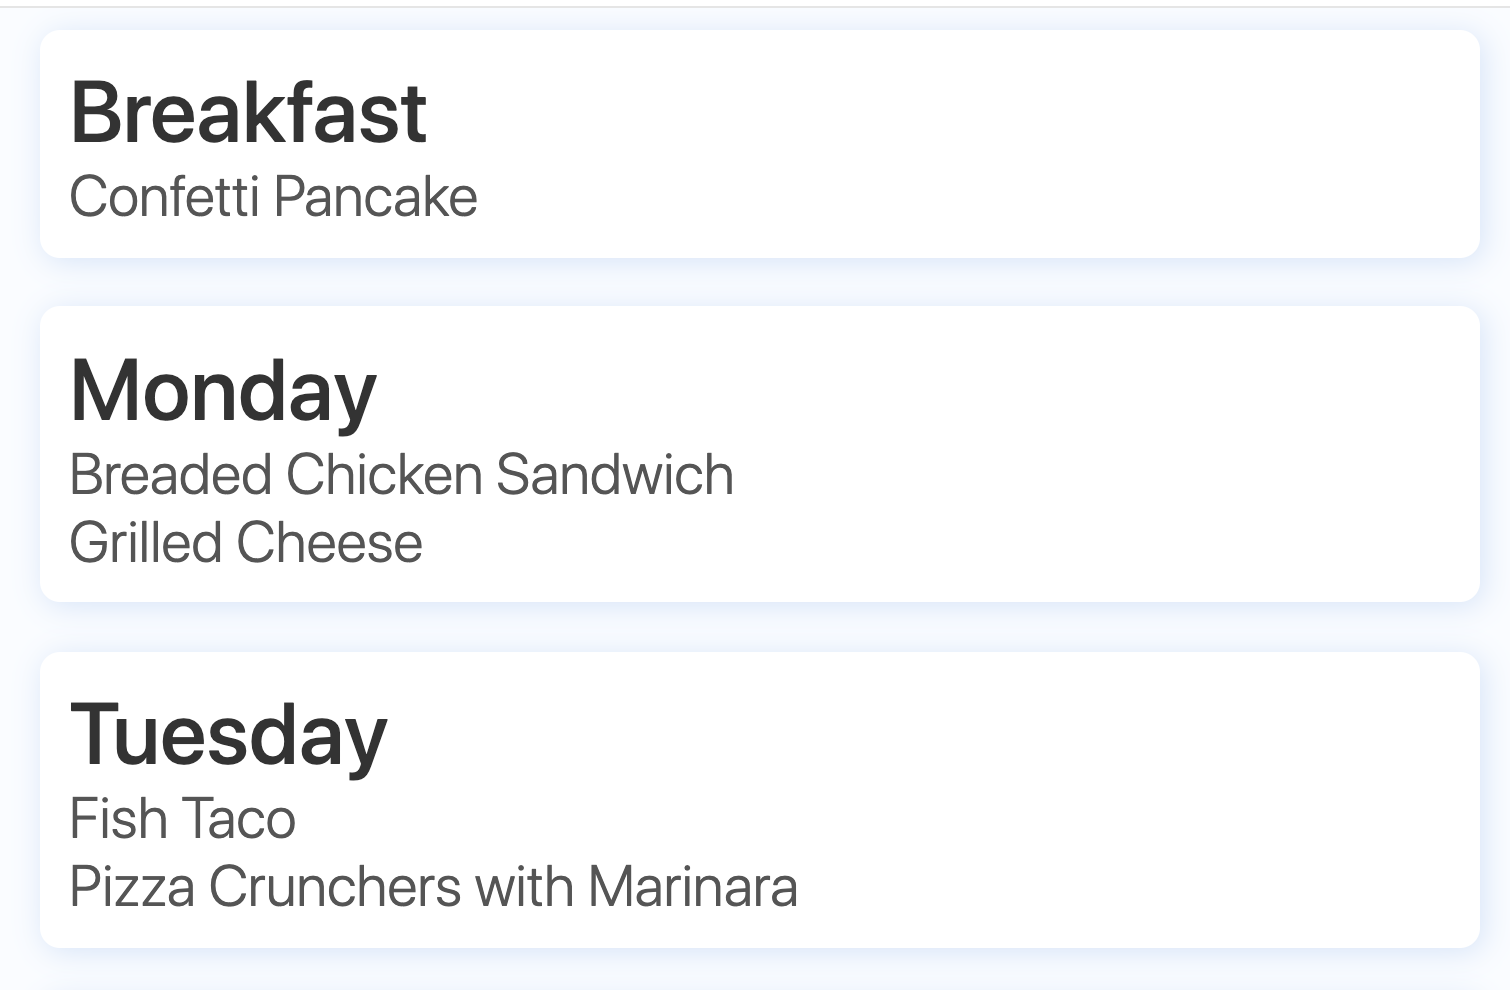 Breakfast
Confetti Pancake
Monday
Breaded Chicken Sandwich
Grilled Cheese
Tuesday
Fish Taco
Pizza Crunchers with Marinara